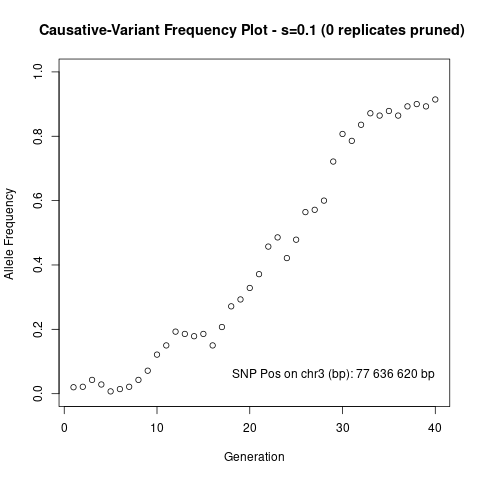 Causative-Variant Frequency Plot - s=0.1 (0 replicates pruned)
1.0
0.8
0.6
0.4
0.2
0.0
Allele Frequency
SNP Pos on chr3 (bp): 77 636 620 bp
0 10 20 30 40
Generation